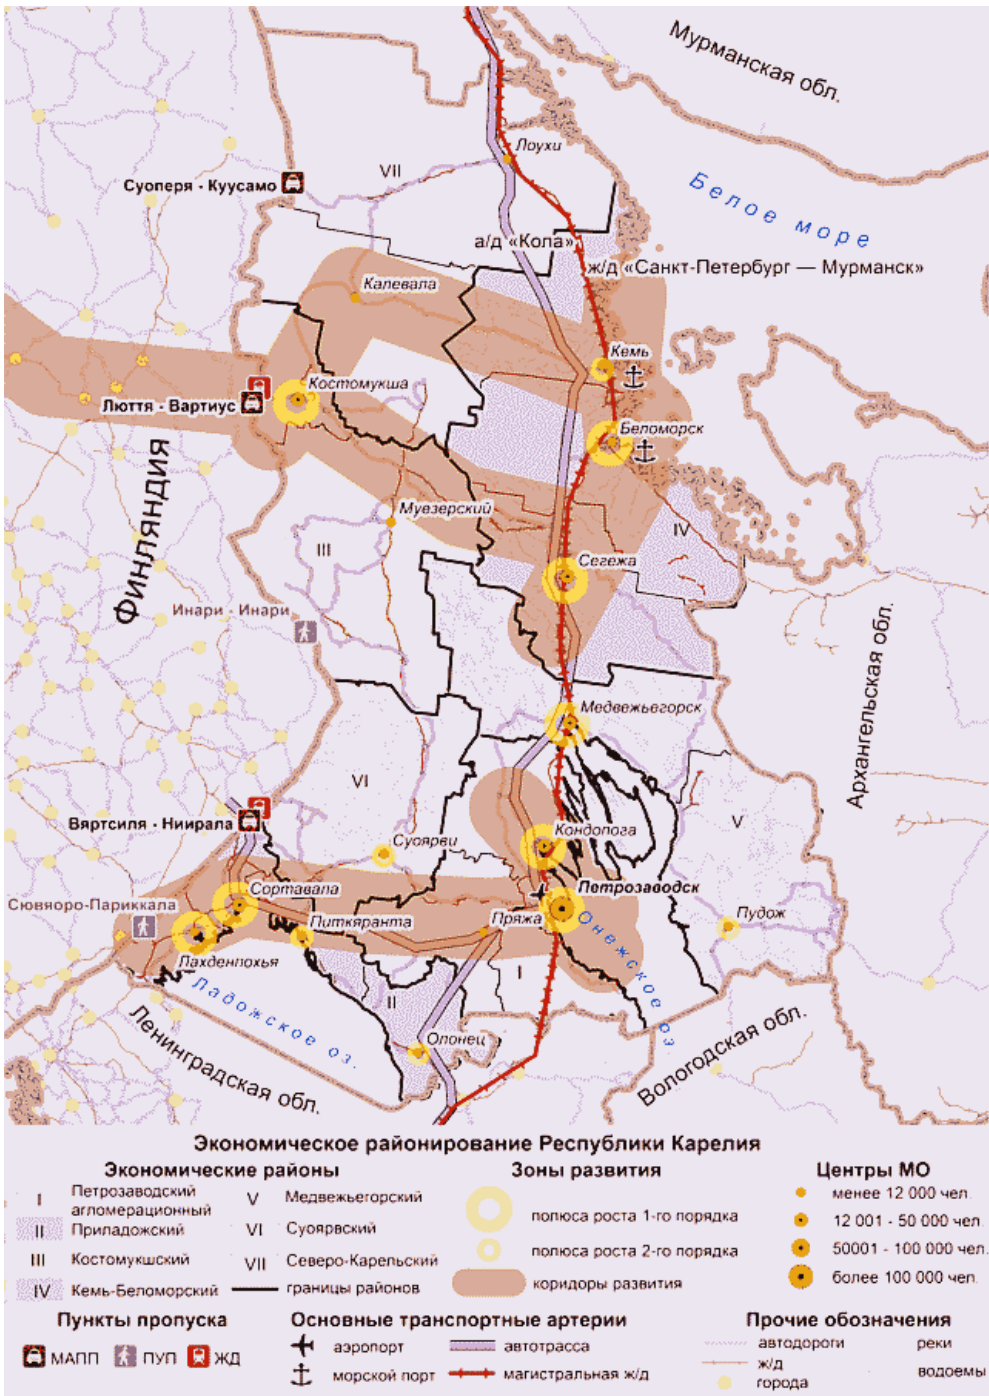 Мурманская обл.
Лоухи
VII
Суоперя - Куусамо
Белое море
а/д «Кола»
ж/д «Санкт-Петербург — Мурманск»
Калевала
Кемь
Костомукша
Люття - Вартиус
Беломорск
ФИНЛЯНДИЯ
Муезерский
IV
III
Сегежа
Инари - Инари
Архангельская обл.
Медвежьегорск
VI
V
Вяртсиля - Ниирала
Кондопога
Суоярви
Сортавала
Петрозаводск
Сювяоро-Париккала
Питкяранта
Пряжа
Пудож
Онежское оз.
Лахденпохья
I
Ладожское оз.
II
Олонец
Ленинградская обл.
Вологодская обл.
Экономическое районирование Республики Карелия
Экономические районы
I Петрозаводский
агломерационный
II Приладожский
III Костомукшский
IV Кемь-Беломорский
V Медвежьегорский
VI Суоярвский
VII Северо-Карельский
границы районов
Зоны развития
полюса роста 1-го порядка
полюса роста 2-го порядка
коридоры развития
Центры МО
менее 12 000 чел.
12 001 - 50 000 чел.
50001 - 100 000 чел.
более 100 000 чел.
Пункты пропуска
МАПП ПУП ЖД
Основные транспортные артерии
аэропорт
автотрасса
морской порт
магистральная ж/д
Прочие обозначения
автодороги
ж/д
города
реки
водоемы